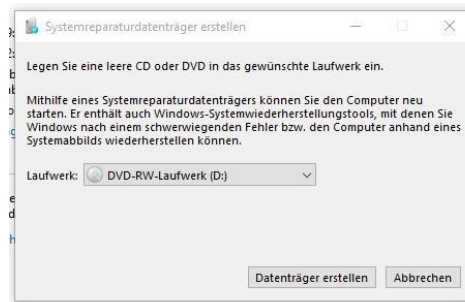 Systemreparaturdatenträger erstellen
Legen Sie eine leere CD oder DVD in das gewünschte Laufwerk ein.
Mithilfe eines Systemreparaturdatenträgers können Sie den Computer neu
starten. Er enthält auch Windows-Systemwiederherstellungstools, mit denen Sie
Windows nach einem schwerwiegenden Fehler bzw. den Computer anhand eines
Systemabbilds wiederherstellen können.
Laufwerk: DVD-RW-Laufwerk (D:)
Datenträger erstellen Abbrechen